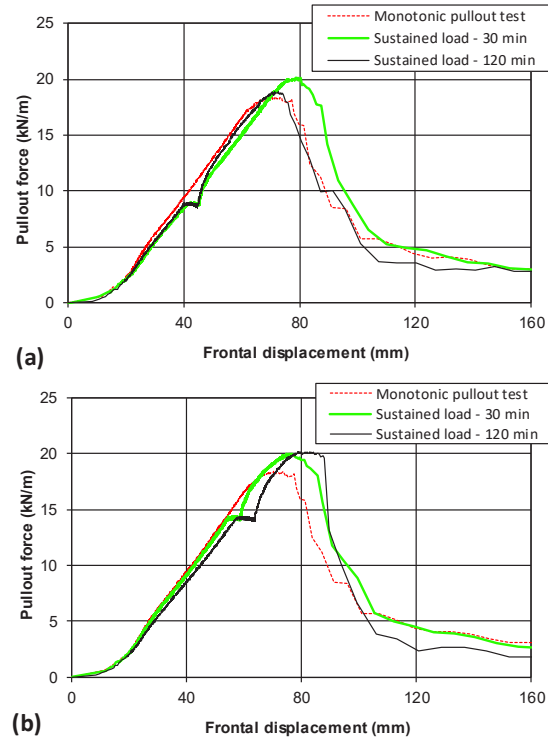 Monotonic pullout test
Sustained load - 30 min
Sustained load - 120 min
25
20
15
10
5
0
Pullout force (kN/m)
0 40 80 120 160
Frontal displacement (mm)
(a)
Monotonic pullout test
Sustained load - 30 min
Sustained load - 120 min
25
20
15
10
5
0
Pullout force (kN/m)
0 40 80 120 160
Frontal displacement (mm)
(b)